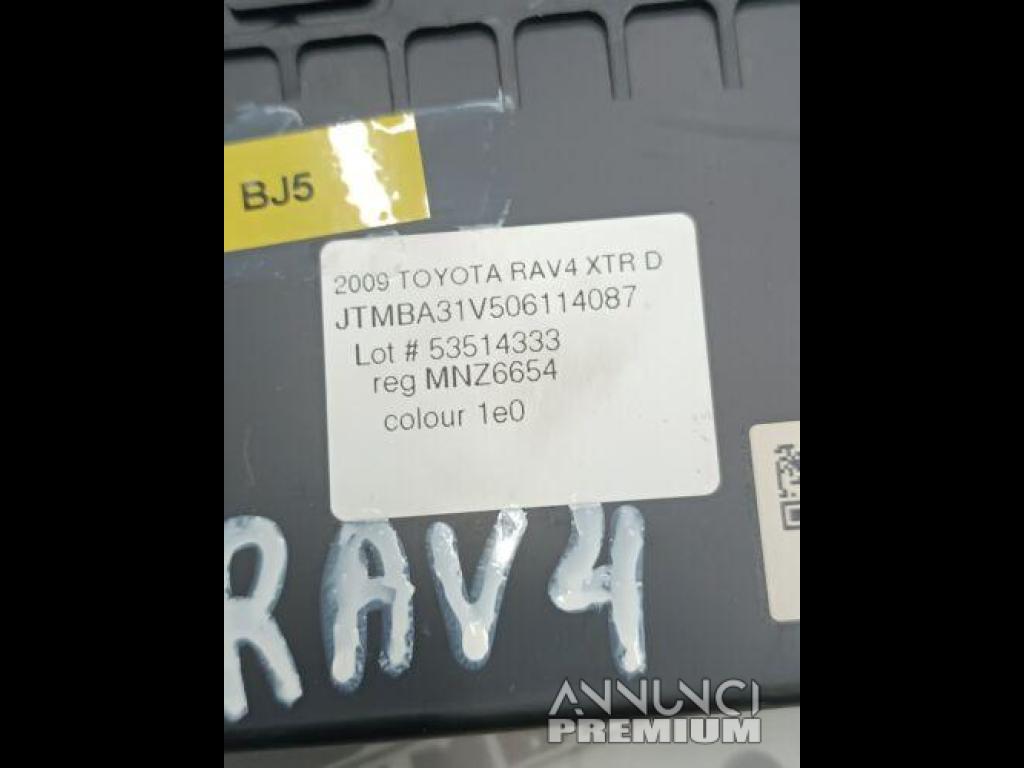 BJ5
2009 TOYOTA RAV4 XTR D
JTMBA31V506114087
Lot # 53514333
reg MNZ6654
colour 1e0
RAV4
ANNUNCI
PREMIUM